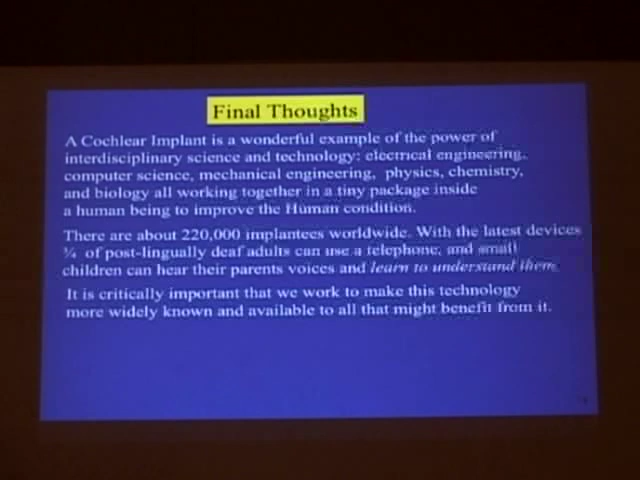 Final Thoughts
A Cochlear Implant is a wonderful example of the power of
interdisciplinary science and technology: electrical engineering,
computer science, mechanical engineering, physics, chemistry,
and biology all working together in a tiny package inside
a human being to improve the Human condition.
There are about 220,000 implantees worldwide. With the latest devices
¾ of post-lingually deaf adults can use a telephone, and small
children can hear their parents voices and learn to understand them.
It is critically important that we work to make this technology
more widely known and available to all that might benefit from it.